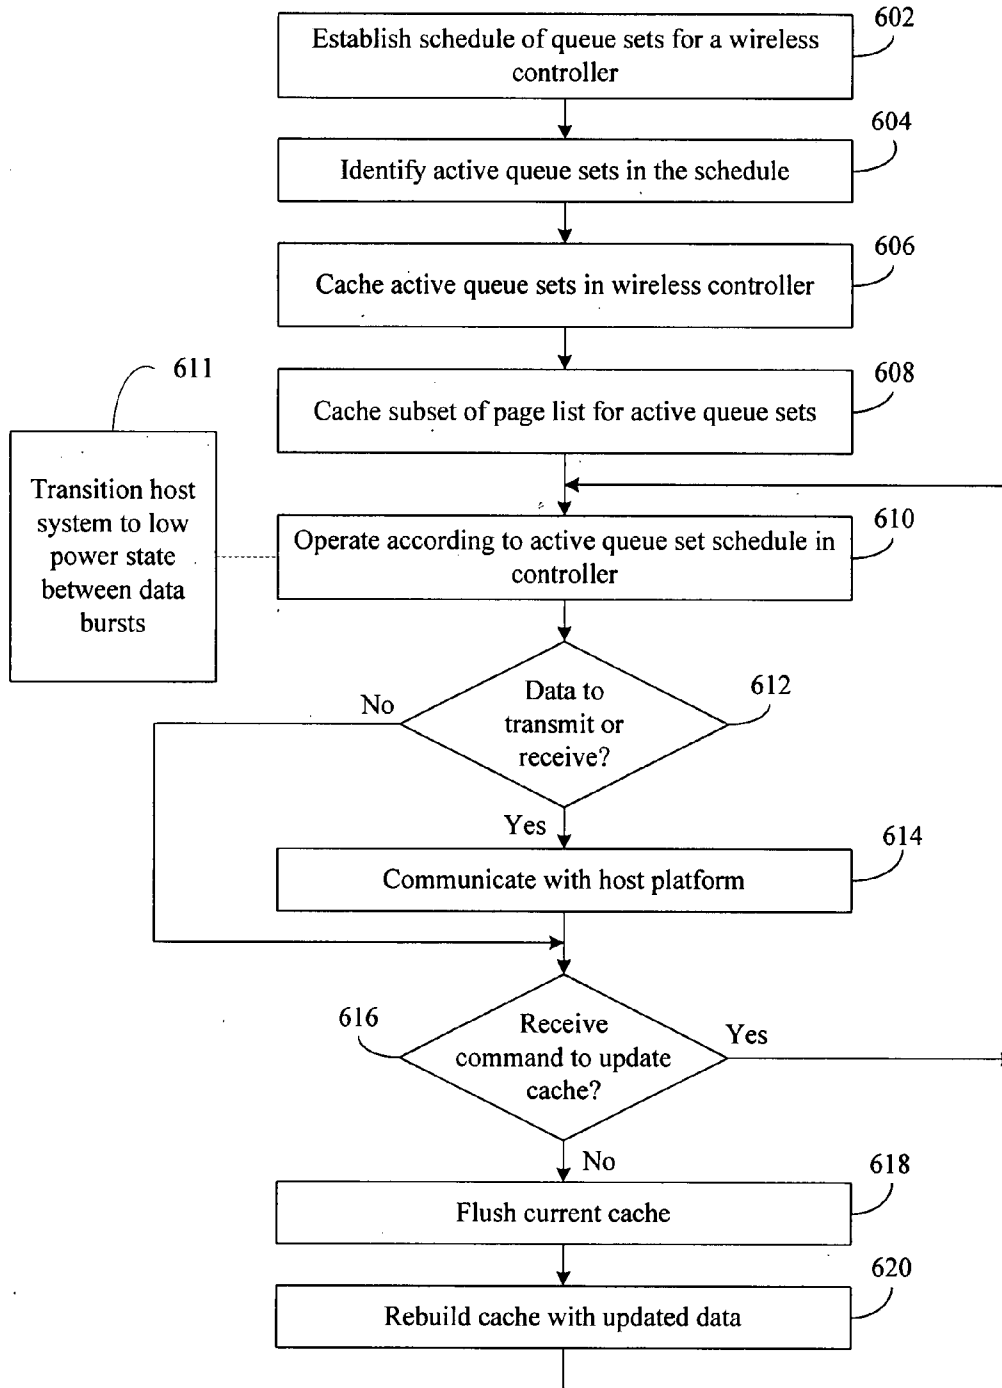 602
Establish schedule of queue sets for a wireless
controller
604
Identify active queue sets in the schedule
606
Cache active queue sets in wireless controller
611
608
Cache subset of page list for active queue sets
Transition host
system to low
power state
between data
bursts
610
Operate according to active queue set schedule in
controller
612
Data to
transmit or
receive?
No
Yes
614
Communicate with host platform
616
Receive
command to update
cache?
Yes
No
618
Flush current cache
620
Rebuild cache with updated data